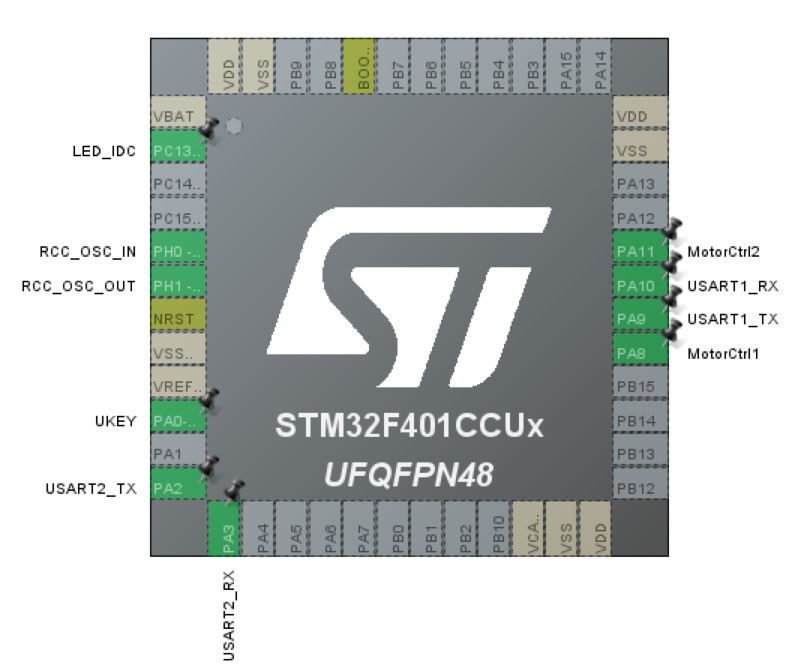 VDD
VSS
PB9
PB8
BOO..
PB7
PB6
PB5
PB4
PB3
PA15
PA14
VBAT
LED_IDC PC13..
PC14..
PC15..
RCC_OSC_IN PH0 -..
RCC_OSC_OUT PH1 -..
NRST
VSS..
VREF..
UKEY PA0-..
PA1
USART2_TX PA2
VDD
VSS
PA13
PA12
PA11 MotorCtrl2
PA10 USART1_RX
PA9 USART1_TX
PA8 MotorCtrl1
PB15
PB14
PB13
PB12
STM32F401CCUx
UFQFPN48
PA3
PA4
PA5
PA6
PA7
PB0
PB1
PB2
PB10
VCA..
VSS
VDD
USART2_RX